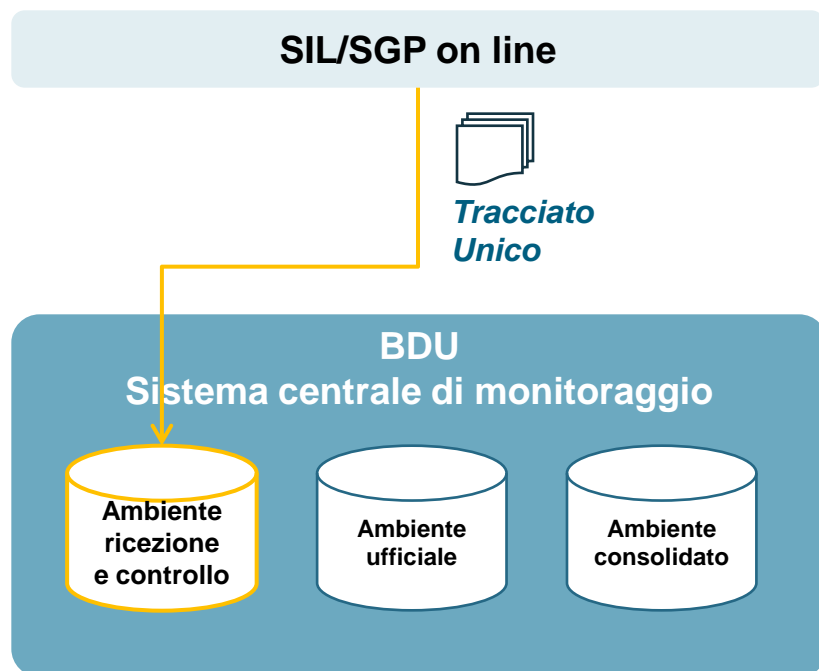 SIL/SGP on line
Tracciato
Unico
BDU
Sistema centrale di monitoraggio
Ambiente
ricezione
e controllo
Ambiente
ufficiale
Ambiente
consolidato